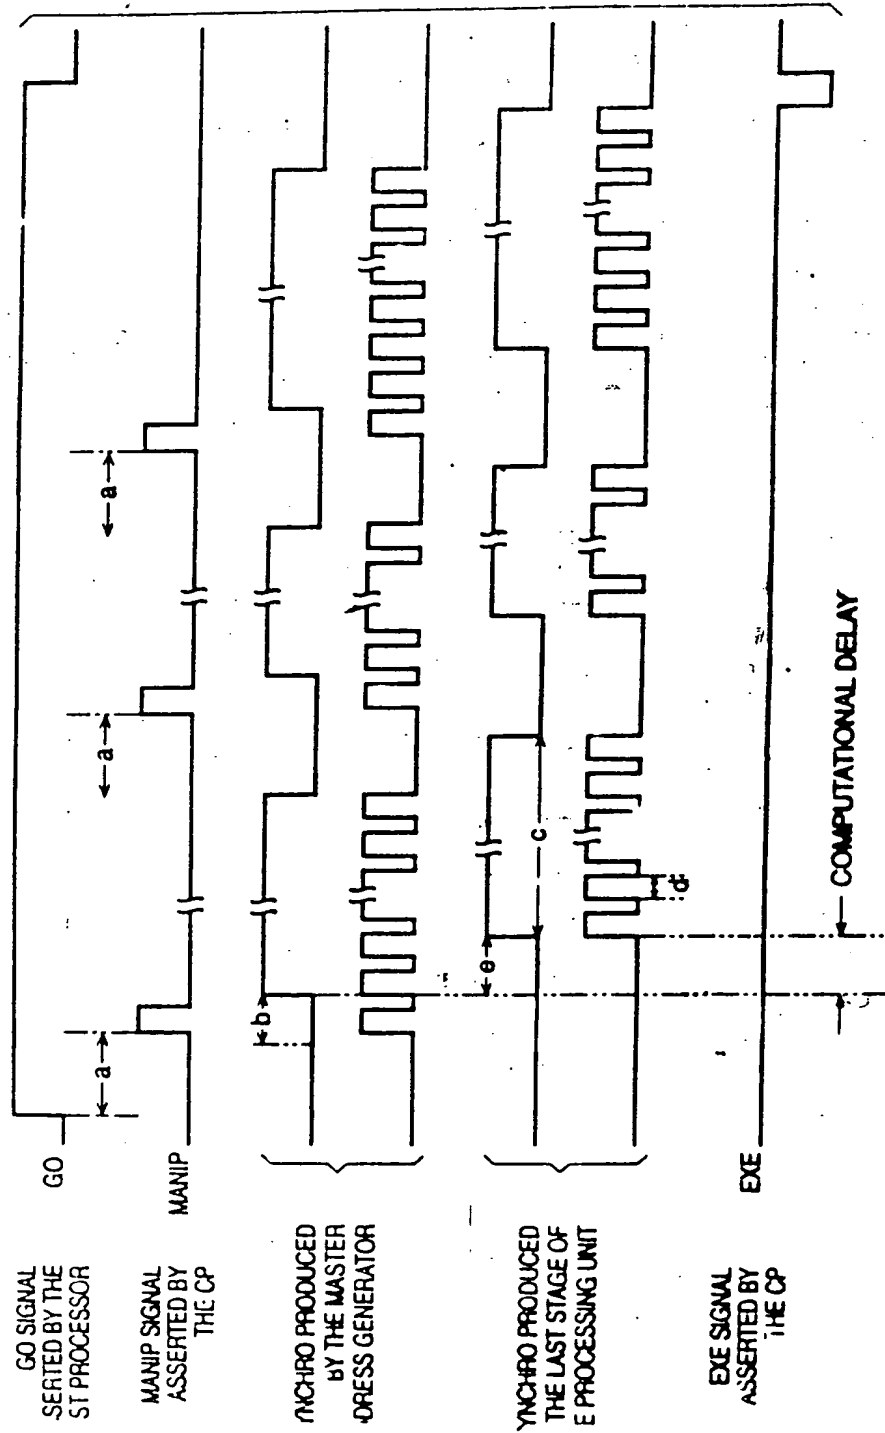 GO SIGNAL
SERTED BY THE
ST PROCESSOR
GO
MANIP SIGNAL
ASSERTED BY
THE CP
MANIP
YNCHRO PRODUCED
BY THE MASTER
DRESS GENERATOR
YNCHRO PRODUCED
THE LAST STAGE OF
E PROCESSING UNIT
EXE SIGNAL
ASSERTED BY
THE CP
EXE
a
a
a
b
e
c
d
COMPUTATIONAL DELAY